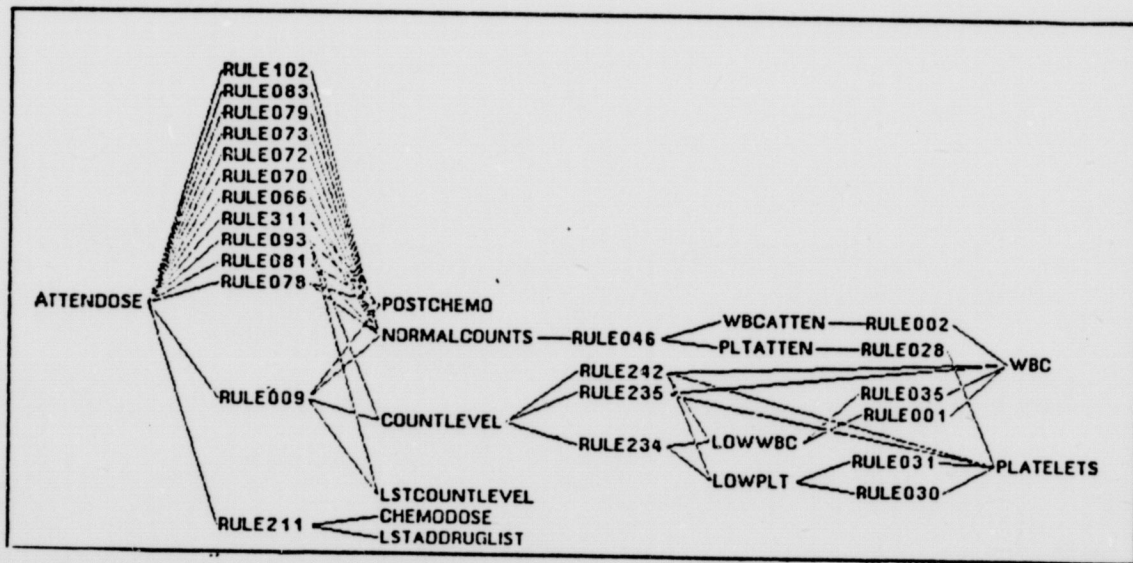 RULE102
RULE083
RULE079
RULE073
RULE072
RULE070
RULE066
RULE311
RULE093
RULE081
RULE078
ATTENDOSE
POSTCHEMO
NORMALCOUNTS
RULE046
WBCATTEN
RULE002
PLTATTEN
RULE028
WBC
RULE242
RULE235
RULE009
COUNTLEVEL
RULE035
RULE001
RULE234
LOWWBC
LOWPLT
RULE031
PLATELETS
RULE030
LSTCOUNTLEVEL
CHEMODOSE
RULE211
LSTADDRUGLIST